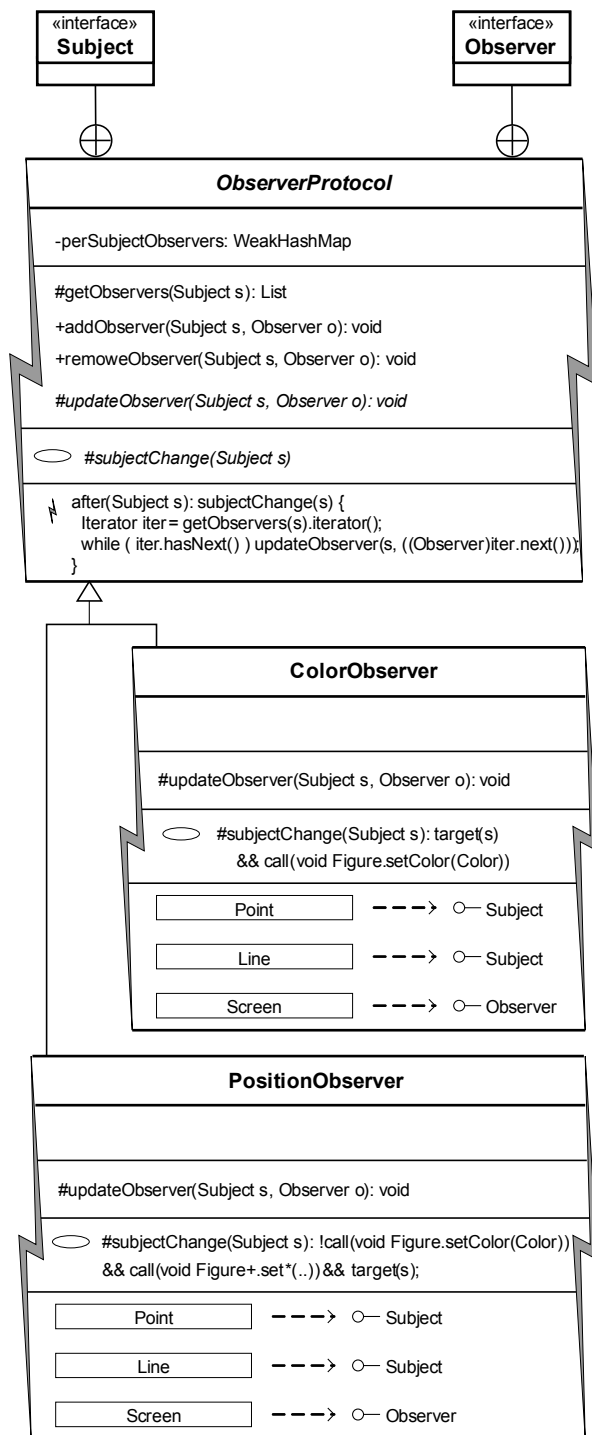 «interface»
Subject
«interface»
Observer
ObserverProtocol
-perSubjectObservers: WeakHashMap
#getObservers(Subject s): List
+addObserver(Subject s, Observer o): void
+remoweObserver(Subject s, Observer o): void
#updateObserver(Subject s, Observer o): void
#subjectChange(Subject s)
after(Subject s): subjectChange(s) {
Iterator iter = getObservers(s).iterator();
while ( iter.hasNext() ) updateObserver(s, ((Observer)iter.next()));
}
ColorObserver
#updateObserver(Subject s, Observer o): void
#subjectChange(Subject s): target(s)
&& call(void Figure.setColor(Color))
Point Subject
Line Subject
Screen Observer
PositionObserver
#updateObserver(Subject s, Observer o): void
#subjectChange(Subject s): !call(void Figure.setColor(Color))
&& call(void Figure+.set*(..)) && target(s);
Point Subject
Line Subject
Screen Observer